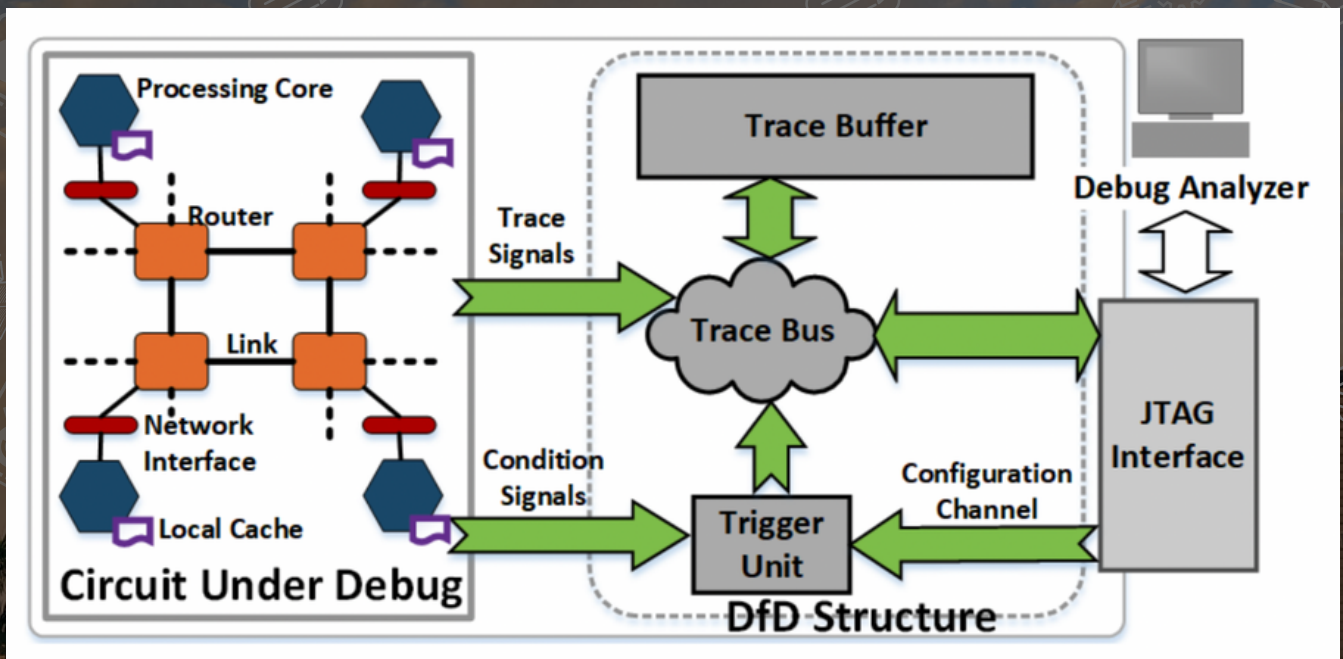 Processing Core
Trace Buffer
Debug Analyzer
Router
Trace
Signals
Trace Bus
Link
JTAG
Interface
Network
Interface
Condition
Signals
Configuration
Channel
Trigger
Unit
Local Cache
Circuit Under Debug
DfD Structure